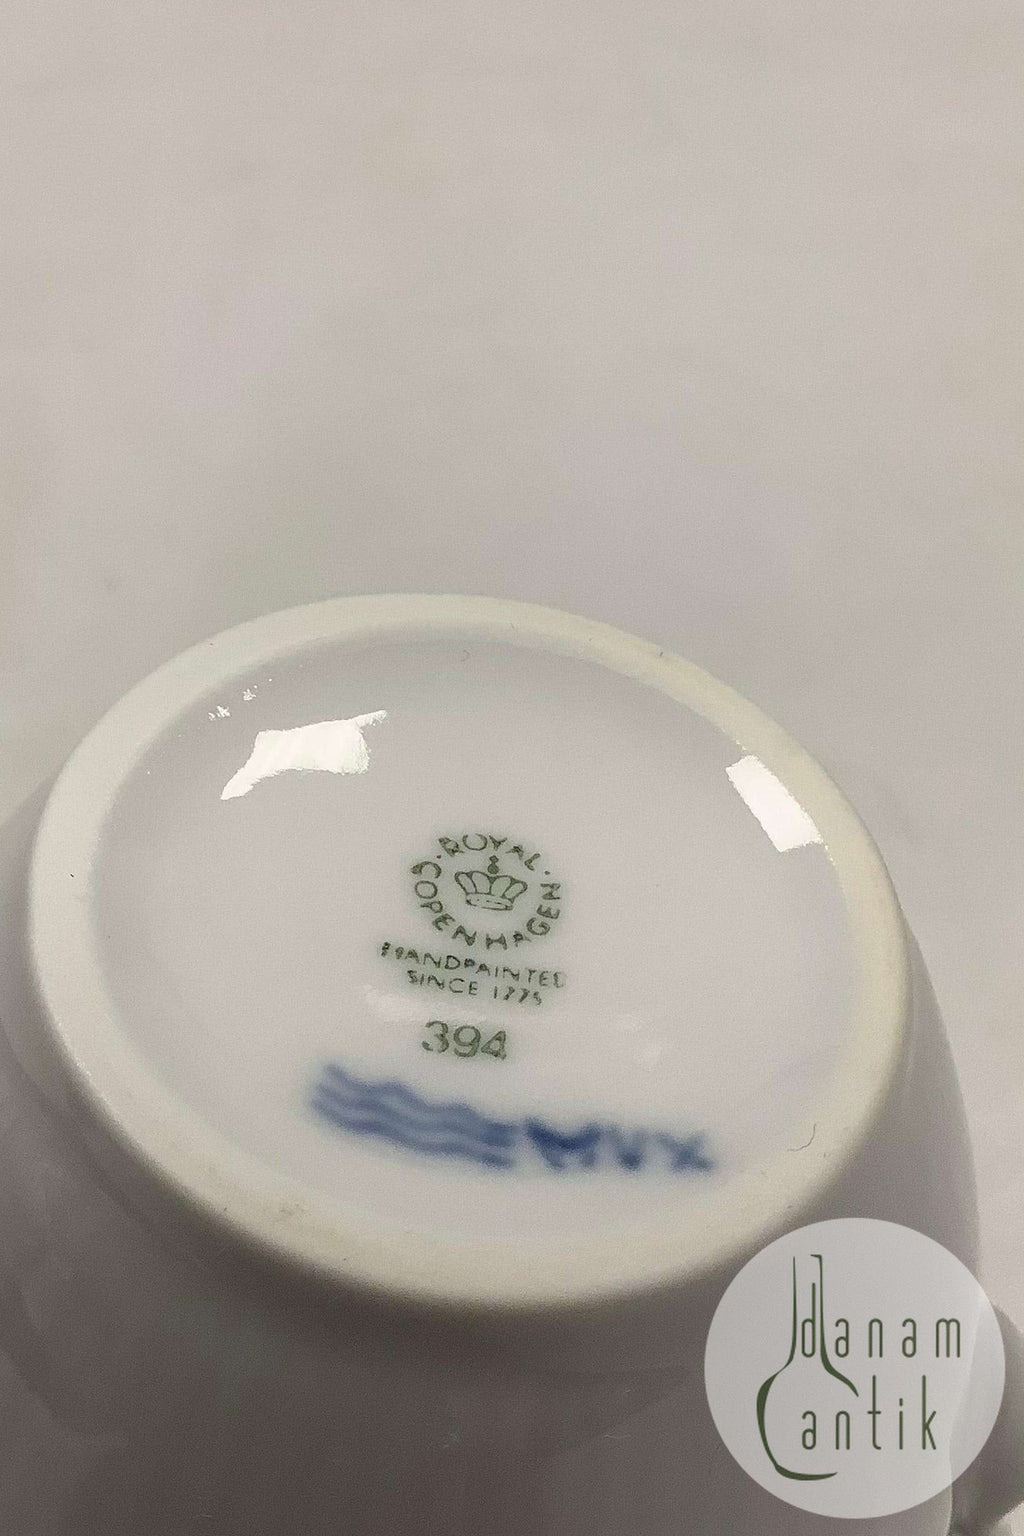 ROYAL
COPENHAGEN
HANDPAINTED
SINCE 1775
394
danam
antik